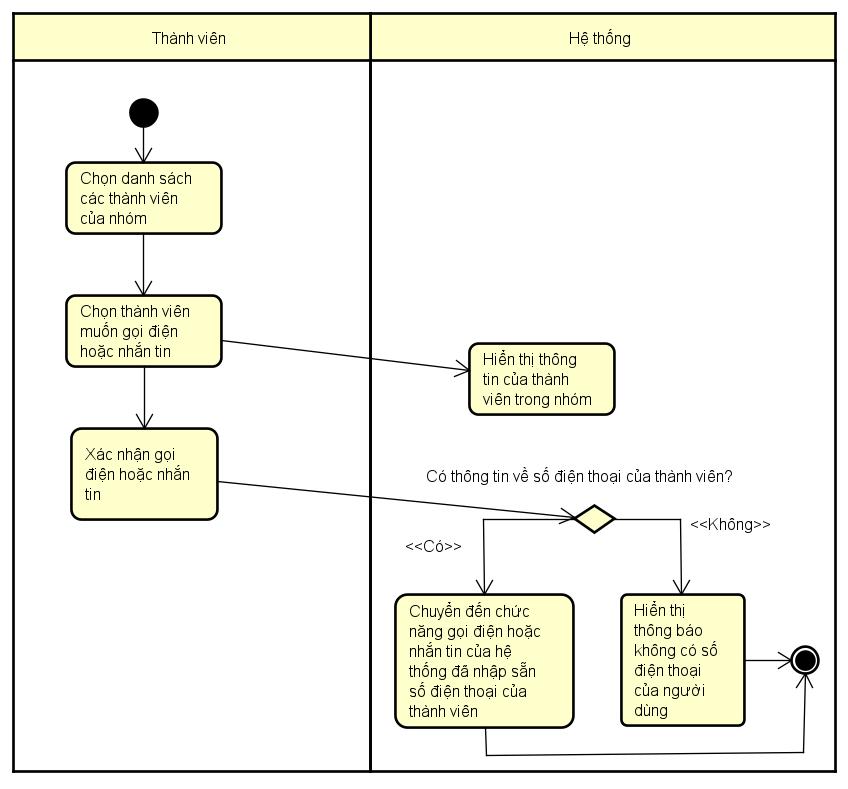 Thành viên
Hệ thống
Chọn danh sách
các thành viên
của nhóm
Chọn thành viên
muốn gọi điện
hoặc nhắn tin
Hiển thị thông
tin của thành
viên trong nhóm
Xác nhận gọi
điện hoặc nhắn
tin
Có thông tin về số điện thoại của thành viên?
<<Có>>
<<Không>>
Chuyển đến chức
năng gọi điện hoặc
nhắn tin của hệ
thống đã nhập sẵn
số điện thoại của
thành viên
Hiển thị
thông báo
không có số
điện thoại
của người
dùng